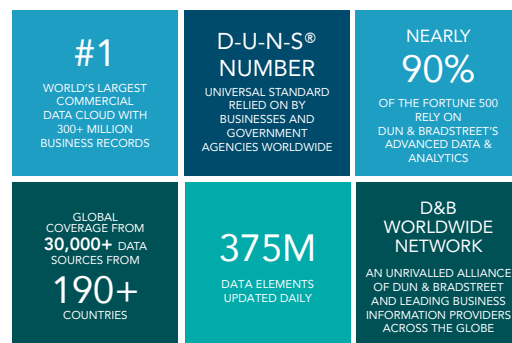 #1
WORLD'S LARGEST
COMMERCIAL
DATA CLOUD WITH
300+ MILLION
BUSINESS RECORDS
D-U-N-S®
NUMBER
UNIVERSAL STANDARD
RELIED ON BY
BUSINESSES AND
GOVERNMENT
AGENCIES WORLDWIDE
NEARLY
90%
OF THE FORTUNE 500
RELY ON
DUN & BRADSTREET'S
ADVANCED DATA &
ANALYTICS
GLOBAL
COVERAGE FROM
30,000+ DATA
SOURCES FROM
190+
COUNTRIES
375M
DATA ELEMENTS
UPDATED DAILY
D&B
WORLDWIDE
NETWORK
AN UNRIVALLED ALLIANCE
OF DUN & BRADSTREET
AND LEADING BUSINESS
INFORMATION PROVIDERS
ACROSS THE GLOBE